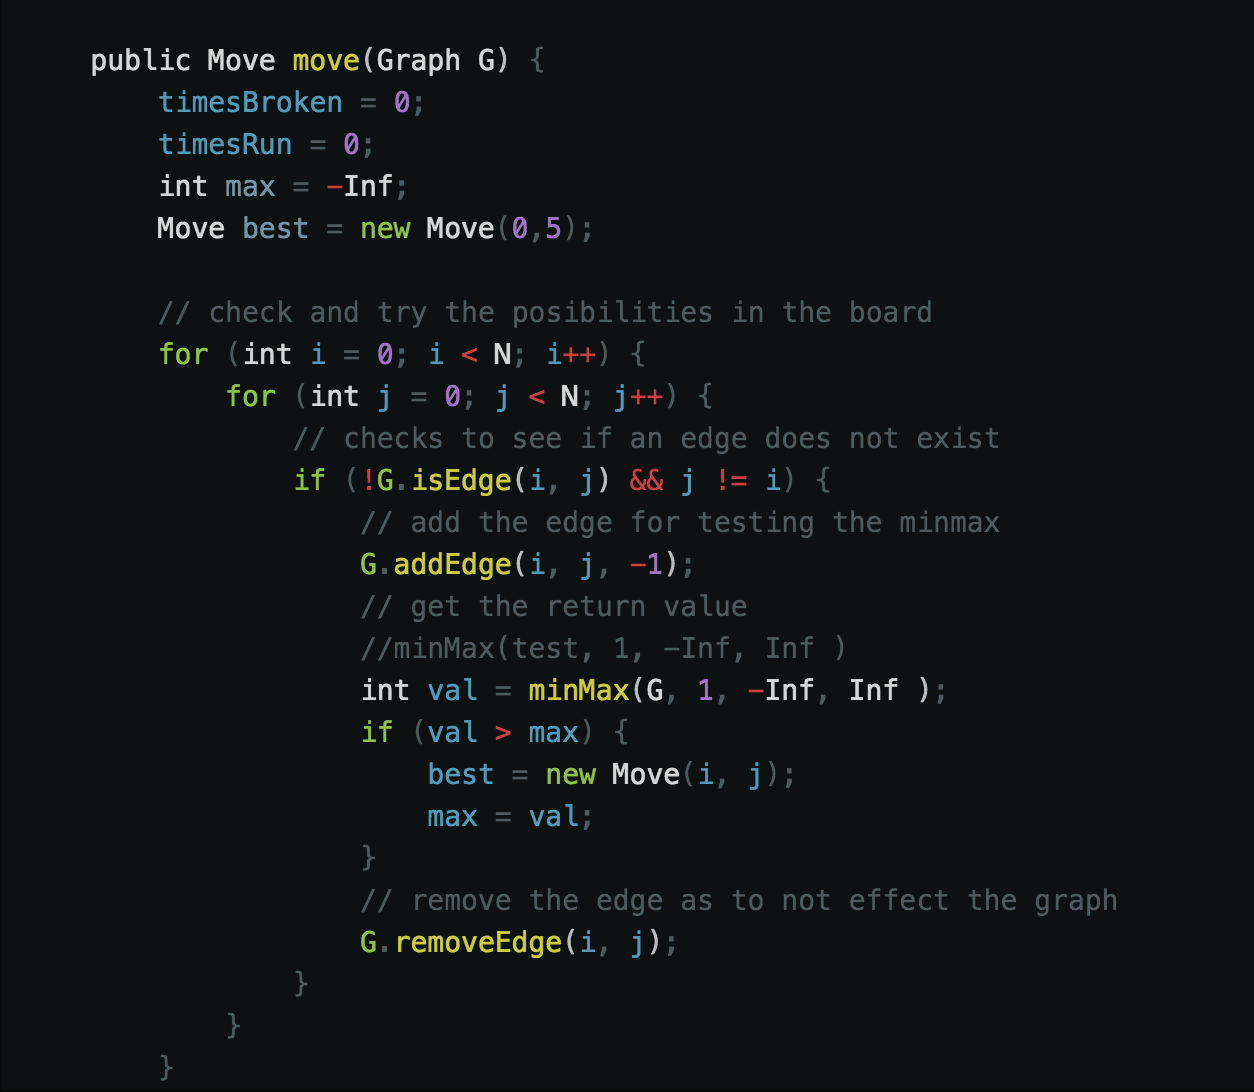 public Move move(Graph G) {
timesBroken = 0;
timesRun = 0;
int max = -Inf;
Move best = new Move(0,5);
// check and try the posibilities in the board
for (int i = 0; i < N; i++) {
for (int j = 0; j < N; j++) {
// checks to see if an edge does not exist
if (!G.isEdge(i, j) && j != i) {
// add the edge for testing the minmax
G.addEdge(i, j, -1);
// get the return value
//minMax(test, 1, -Inf, Inf )
int val = minMax(G, 1, -Inf, Inf );
if (val > max) {
best = new Move(i, j);
max = val;
}
// remove the edge as to not effect the graph
G.removeEdge(i, j);
}
}
}